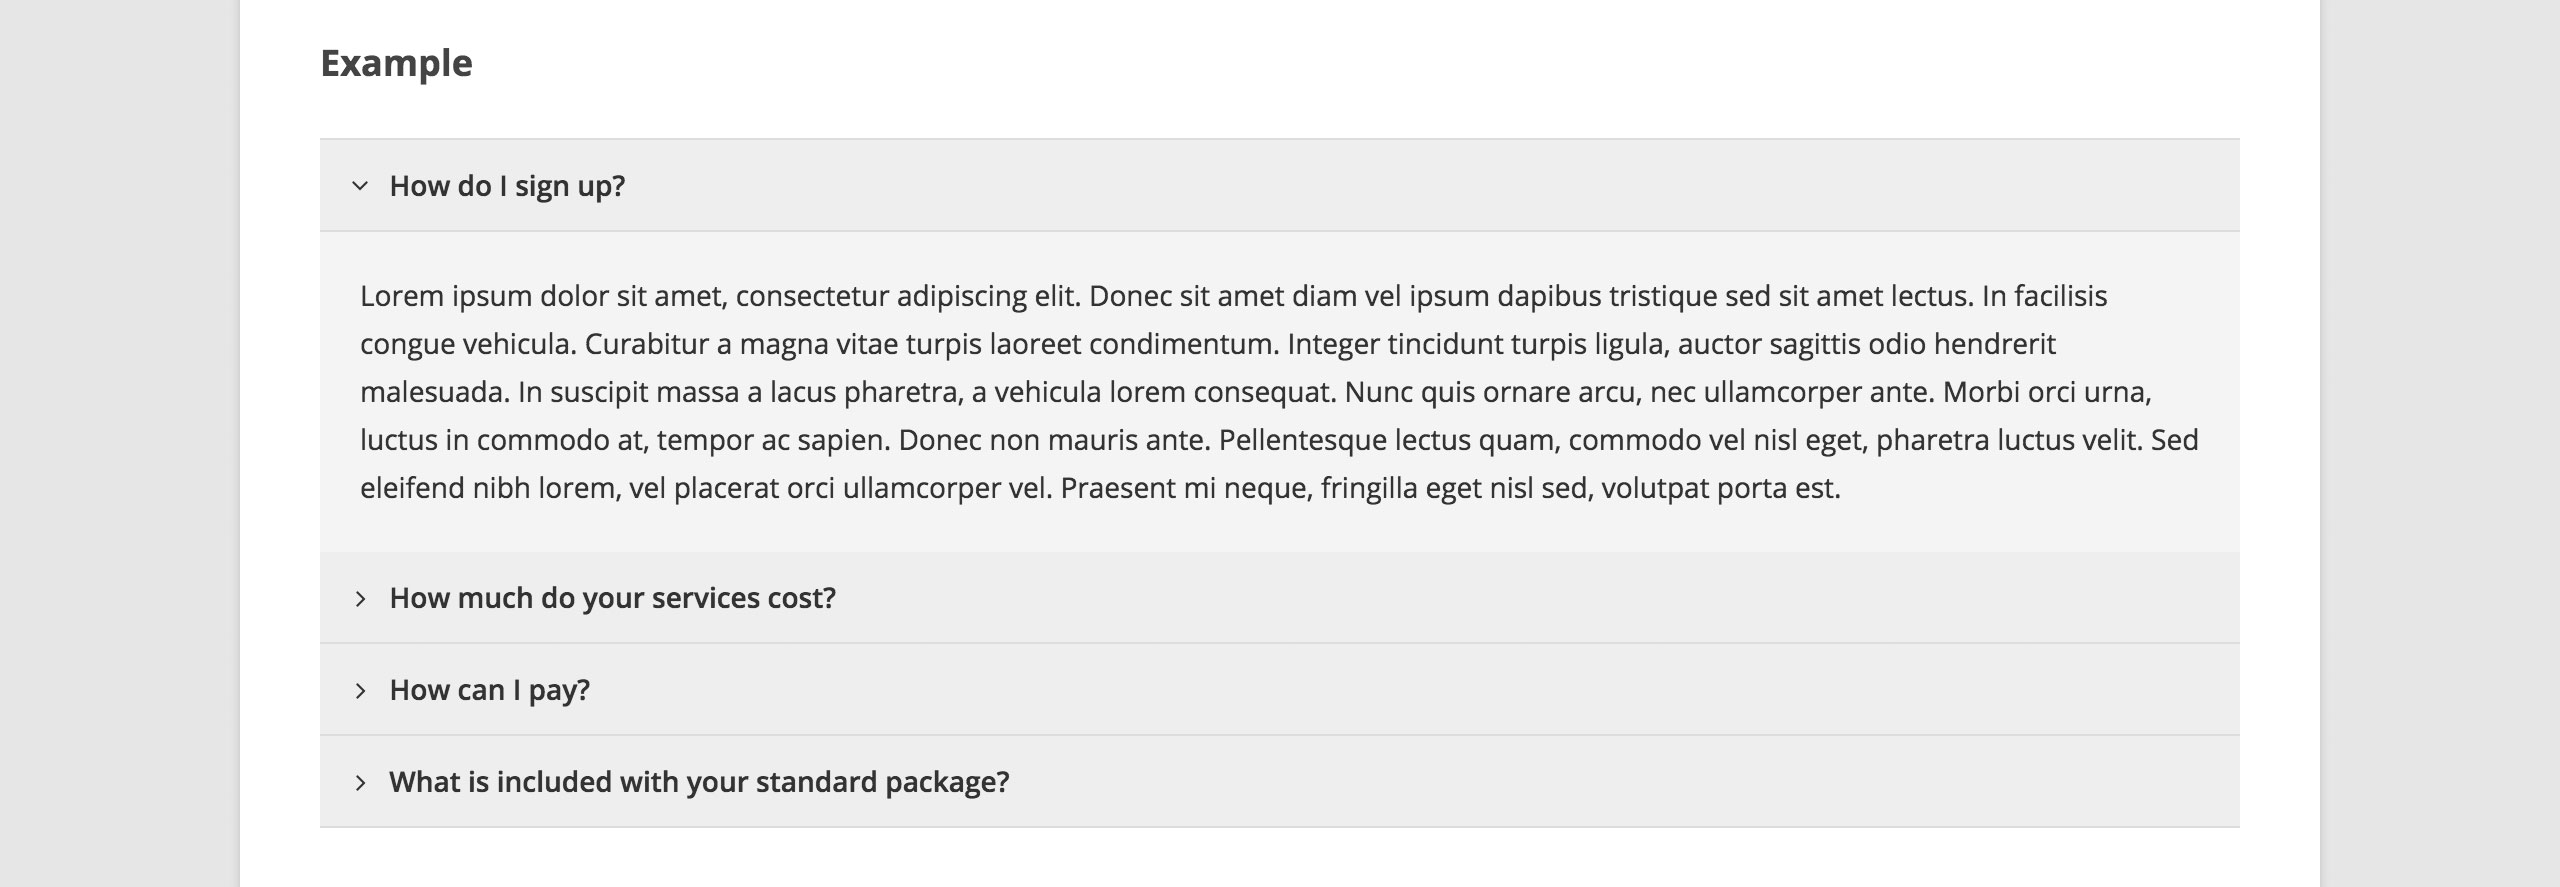 Example
How do I sign up?
Lorem ipsum dolor sit amet, consectetur adipiscing elit. Donec sit amet diam vel ipsum dapibus tristique sed sit amet lectus. In facilisis
congue vehicula. Curabitur a magna vitae turpis laoreet condimentum. Integer tincidunt turpis ligula, auctor sagittis odio hendrerit
malesuada. In suscipit massa a lacus pharetra, a vehicula lorem consequat. Nunc quis ornare arcu, nec ullamcorper ante. Morbi orci urna,
luctus in commodo at, tempor ac sapien. Donec non mauris ante. Pellentesque lectus quam, commodo vel nisl eget, pharetra luctus velit. Sed
eleifend nibh lorem, vel placerat orci ullamcorper vel. Praesent mi neque, fringilla eget nisl sed, volutpat porta est.
How much do your services cost?
How can I pay?
What is included with your standard package?